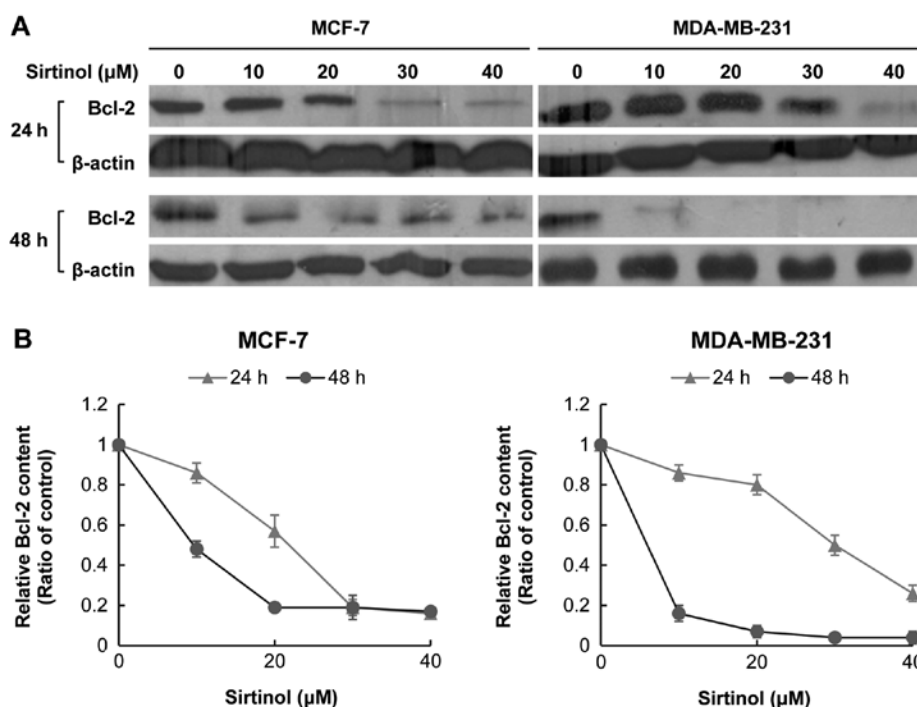 A
MCF-7
MDA-MB-231
Sirtinol (µM) 0 10 20 30 40 0 10 20 30 40
24 h
Bcl-2
β-actin
48 h
Bcl-2
β-actin
B
MCF-7
24 h 48 h
Relative Bcl-2 content
(Ratio of control)
1.2
1
0.8
0.6
0.4
0.2
0
0 20 40
Sirtinol (µM)
MDA-MB-231
24 h 48 h
Relative Bcl-2 content
(Ratio of control)
1.2
1
0.8
0.6
0.4
0.2
0
0 20 40
Sirtinol (µM)